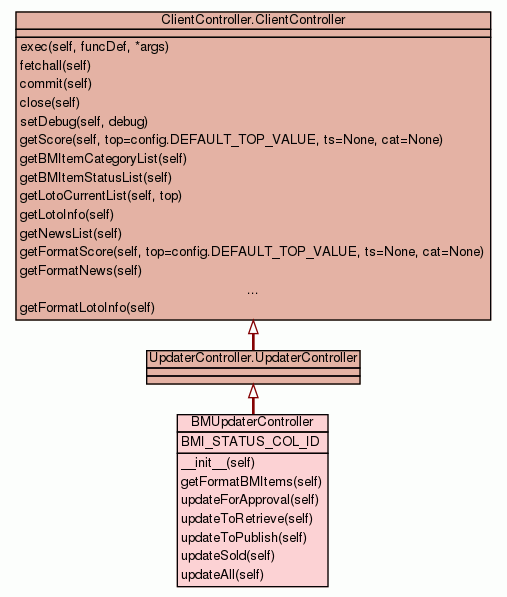 ClientController.ClientController
exec(self, funcDef, *args)
fetchall(self)
commit(self)
close(self)
setDebug(self, debug)
getScore(self, top=config.DEFAULT_TOP_VALUE, ts=None, cat=None)
getBMItemCategoryList(self)
getBMItemStatusList(self)
getLotoCurrentList(self, top)
getLotoInfo(self)
getNewsList(self)
getFormatScore(self, top=config.DEFAULT_TOP_VALUE, ts=None, cat=None)
getFormatNews(self)
...
getFormatLotoInfo(self)
UpdaterController.UpdaterController
BMUpdaterController
BMI_STATUS_COL_ID
__init__(self)
getFormatBMItems(self)
updateForApproval(self)
updateToRetrieve(self)
updateToPublish(self)
updateSold(self)
updateAll(self)